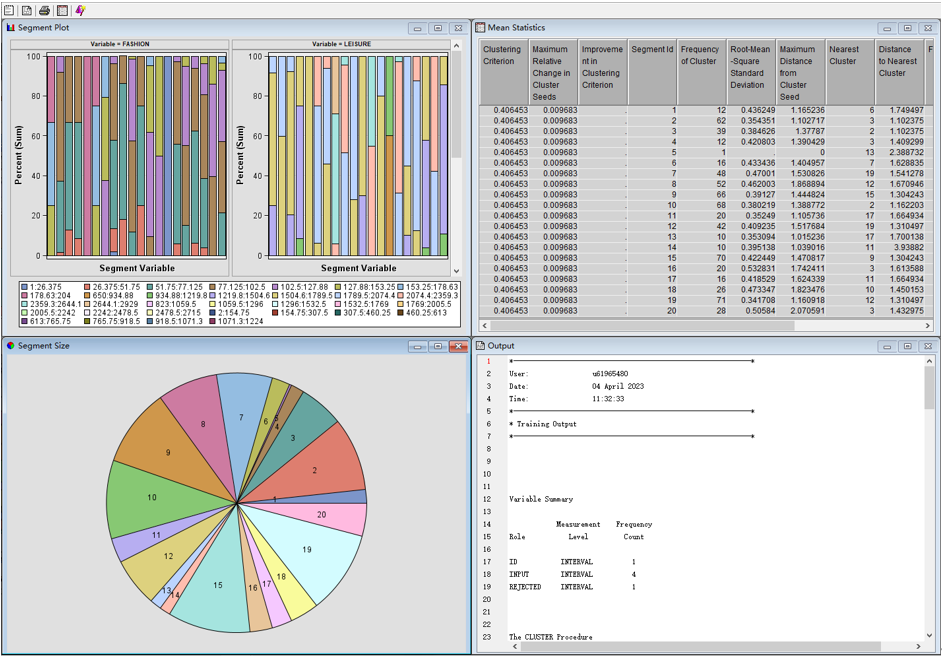 Segment Plot
Variable = FASHION
Variable = LEISURE
Percent (Sum)
100
80
60
40
20
0
Segment Variable
Percent (Sum)
100
80
60
40
20
0
Segment Variable
1:26.375 26.375:51.75 51.75:77.125 77.125:102.5 102.5:127.88 127.88:153.25 153.25:178.63
178.63:204 650:934.88 934.88:1219.8 1219.8:1504.6 1504.6:1789.5 1789.5:2074.4 2074.4:2359.3
2359.3:2644.1 2644.1:2929 823:1059.5 1059.5:1296 1296:1532.5 1532.5:1769 1769:2005.5
2005.5:2242 2242:2478.5 2478.5:2715 2:154.75 154.75:307.5 307.5:460.25 460.25:613
613:765.75 765.75:918.5 918.5:1071.3 1071.3:1224
Mean Statistics
Clustering Criterion Maximum Relative Change in Cluster Seeds Improveme nt in Clustering Criterion Segment Id Frequency of Cluster Root-Mean -Square Standard Deviation Maximum Distance from Cluster Seed Nearest Cluster Distance to Nearest Cluster F
0.406453 0.009683 . 1 12 0.436249 1.165236 6 1.749497
0.406453 0.009683 . 2 62 0.354351 1.102717 3 1.102375
0.406453 0.009683 . 3 39 0.384626 1.37787 2 1.102375
0.406453 0.009683 . 4 12 0.420803 1.390429 3 1.409299
0.406453 0.009683 . 5 1 . 0 13 2.388732
0.406453 0.009683 . 6 16 0.433436 1.404957 7 1.628835
0.406453 0.009683 . 7 48 0.47001 1.530826 19 1.541278
0.406453 0.009683 . 8 52 0.462003 1.868894 12 1.670946
0.406453 0.009683 . 9 66 0.39127 1.444824 15 1.304243
0.406453 0.009683 . 10 68 0.380219 1.388772 2 1.162203
0.406453 0.009683 . 11 20 0.35249 1.105736 17 1.664934
0.406453 0.009683 . 12 42 0.409235 1.517684 19 1.310497
0.406453 0.009683 . 13 10 0.353094 1.015236 17 1.700138
0.406453 0.009683 . 14 10 0.395138 1.039016 11 3.93882
0.406453 0.009683 . 15 70 0.422449 1.470817 9 1.304243
0.406453 0.009683 . 16 20 0.532831 1.742411 3 1.613588
0.406453 0.009683 . 17 16 0.418529 1.624339 11 1.664934
0.406453 0.009683 . 18 26 0.473347 1.823476 10 1.450153
0.406453 0.009683 . 19 71 0.341708 1.160918 12 1.310497
0.406453 0.009683 . 20 28 0.50584 2.070591 3 1.432975
Segment Size
1
2
3
4
5
6
7
8
9
10
11
12
13
14
15
16
17
18
19
20
Output
1 *------------------------------------------------------------*
2 User: u61965480
3 Date: 04 April 2023
4 Time: 11:32:33
5 *------------------------------------------------------------*
6 * Training Output
7 *------------------------------------------------------------*
8
9
10
11
12 Variable Summary
13
14 Measurement Frequency
15 Role Level Count
16
17 ID INTERVAL 1
18 INPUT INTERVAL 4
19 REJECTED INTERVAL 1
20
21
22
23 The CLUSTER Procedure